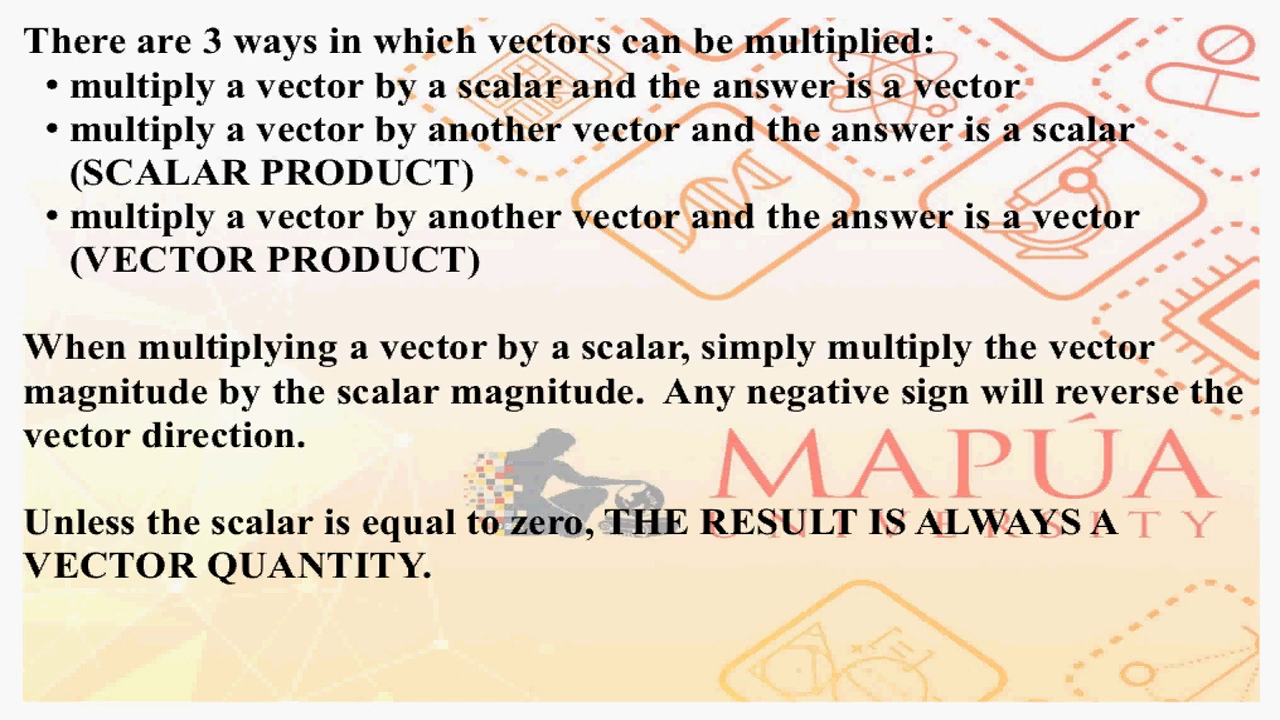 There are 3 ways in which vectors can be multiplied:
• multiply a vector by a scalar and the answer is a vector
• multiply a vector by another vector and the answer is a scalar
(SCALAR PRODUCT)
• multiply a vector by another vector and the answer is a vector
(VECTOR PRODUCT)
When multiplying a vector by a scalar, simply multiply the vector
magnitude by the scalar magnitude.  Any negative sign will reverse the
vector direction.
MAPÚA
UNIVERSITY
Unless the scalar is equal to zero, THE RESULT IS ALWAYS A
VECTOR QUANTITY.